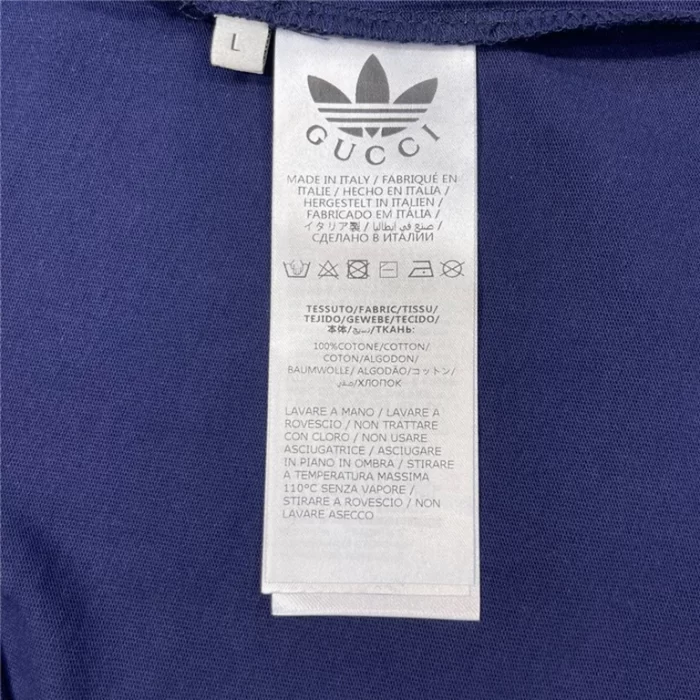 L
GUCCI
MADE IN ITALY / FABRIQUÉ EN
ITALIE / HECHO EN ITALIA /
HERGESTELT IN ITALIEN /
FABRICADO EM ITÁLIA /
イタリア製 / صنع في ايطاليا /
СДЕЛАНО В ИТАЛИИ
TESSUTO/FABRIC/TISSU/
TEJIDO/GEWEBE/TECIDO/
本体/نسيج/ТКАНЬ:
100%COTONE/COTTON/
COTON/ALGODON/
BAUMWOLLE/ ALGODÃO/コットン/
/ХЛОПОК
LAVARE A MANO / LAVARE A
ROVESCIO / NON TRATTARE
CON CLORO / NON USARE
ASCIUGATRICE / ASCIUGARE
IN PIANO IN OMBRA / STIRARE
A TEMPERATURA MASSIMA
110°C SENZA VAPORE /
STIRARE A ROVESCIO / NON
LAVARE ASECCO